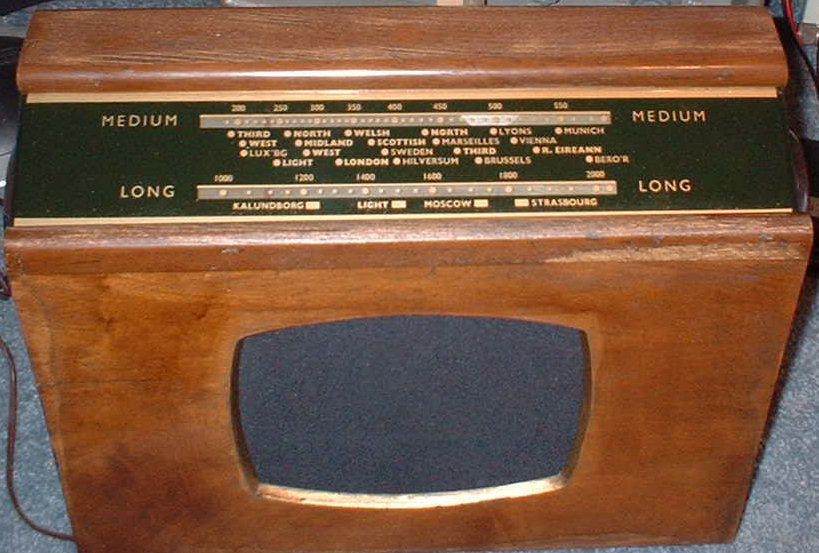 200 250 300 350 400 450 500 550
MEDIUM MEDIUM
THIRD NORTH WELSH NORTH LYONS MUNICH
WEST MIDLAND SCOTTISH MARSEILLES VIENNA
LUX'BG WEST SWEDEN THIRD R. EIREANN
LIGHT LONDON HILVERSUM BRUSSELS BERO'R
1000 1200 1400 1600 1800 2000
LONG LONG
KALUNDBORG LIGHT MOSCOW STRASBOURG